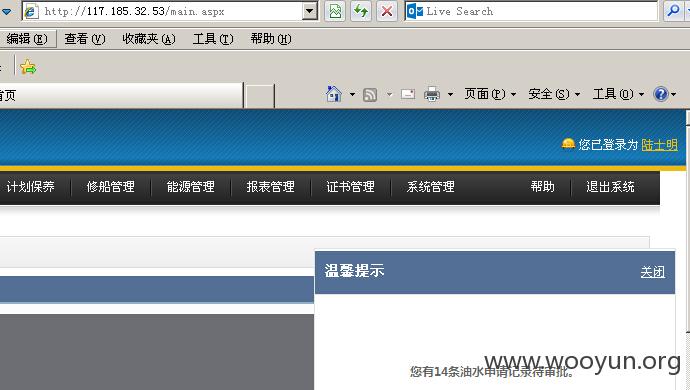 http://117.185.32.53/main.aspx
Live Search
编辑(E) 查看(V) 收藏夹(A) 工具(T) 帮助(H)
首页
页面(P) 安全(S) 工具(O)
您已登录为 陆士明
计划保养 修船管理 能源管理 报表管理 证书管理 系统管理 帮助 退出系统
温馨提示 关闭
您有14条油水申请记录待审批。
www.wooyun.org